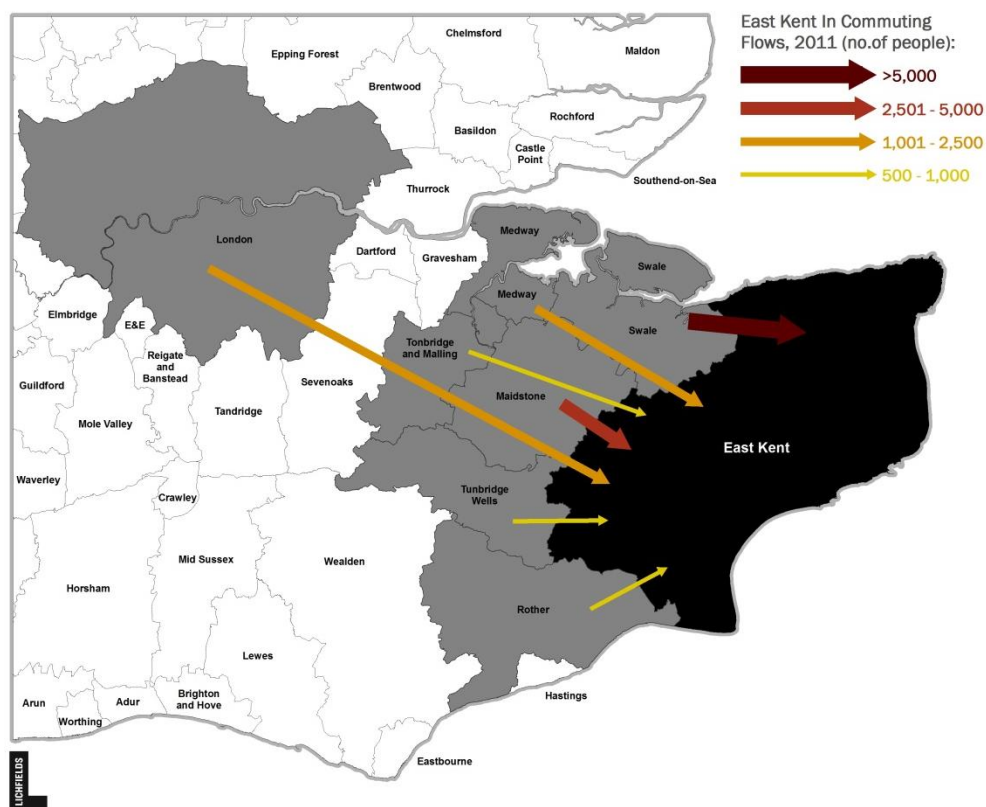 East Kent In Commuting
Flows, 2011 (no.of people):
>5,000
2,501 - 5,000
1,001 - 2,500
500 - 1,000
Epping Forest
Chelmsford
Maldon
Brentwood
Basildon
Rochford
Castle
Point
Thurrock
Southend-on-Sea
London
Dartford
Gravesham
Medway
Swale
Medway
Swale
Elmbridge
E&E
Reigate
and
Banstead
Guildford
Mole Valley
Tandridge
Sevenoaks
Tonbridge
and Malling
Maidstone
East Kent
Waverley
Crawley
Tunbridge
Wells
Horsham
Mid Sussex
Wealden
Rother
Lewes
Hastings
Arun
Worthing
Adur
Brighton
and Hove
Eastbourne
LICHFIELDS